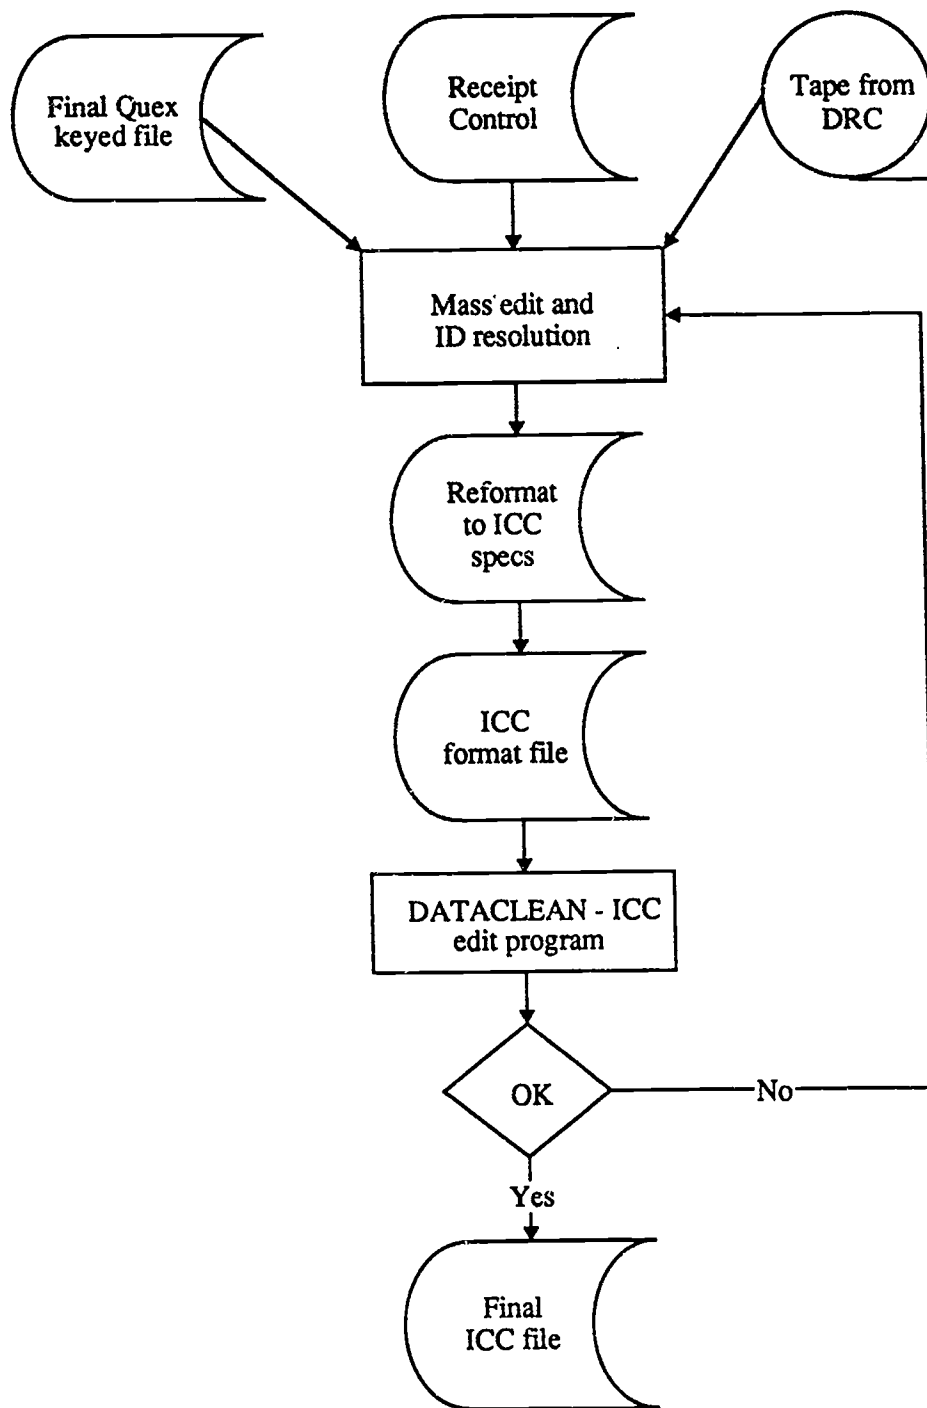 Final Quex
keyed file
Receipt
Control
Tape from
DRC
Mass edit and
ID resolution
Reformat
to ICC
specs
ICC
format file
DATACLEAN - ICC
edit program
OK
No
Yes
Final
ICC file